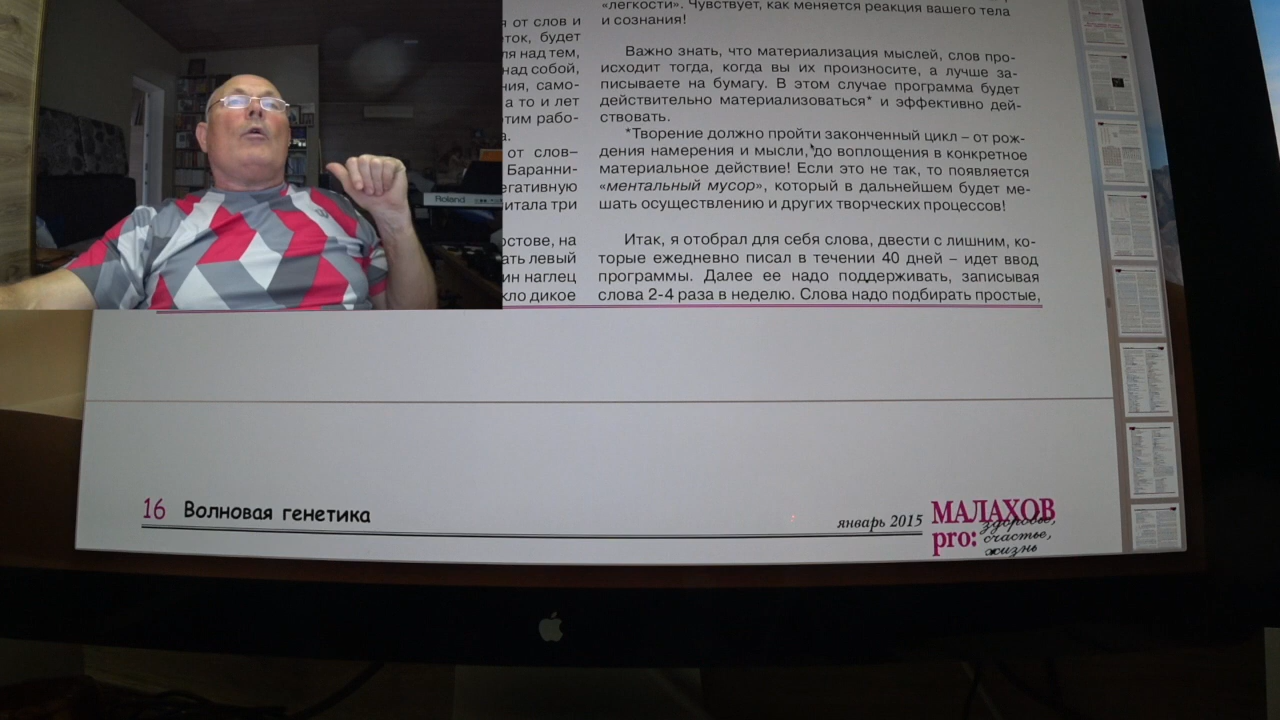 от слов и
ток, будет
ля над тем,
над собой,
ния, само-
а то и лет
тим рабо-
от слов–
Баранни-
егативную
итала три
остове, на
ать левый
ин наглец
кло дикое
«легкости». Чувствует, как меняется реакция вашего тела
и сознания!
Важно знать, что материализация мыслей, слов про-
исходит тогда, когда вы их произносите, а лучше за-
писываете на бумагу. В этом случае программа будет
действительно материализоваться* и эффективно дей-
ствовать.
*Творение должно пройти законченный цикл – от рож-
дения намерения и мысли, до воплощения в конкретное
материальное действие! Если это не так, то появляется
«ментальный мусор», который в дальнейшем будет ме-
шать осуществлению и других творческих процессов!
Итак, я отобрал для себя слова, двести с лишним, ко-
торые ежедневно писал в течении 40 дней – идет ввод
программы. Далее ее надо поддерживать, записывая
слова 2-4 раза в неделю. Слова надо подбирать простые,
Roland
16 Волновая генетика
январь 2015
МАЛАХОВ
pro: здоровье,
счастье,
жизнь